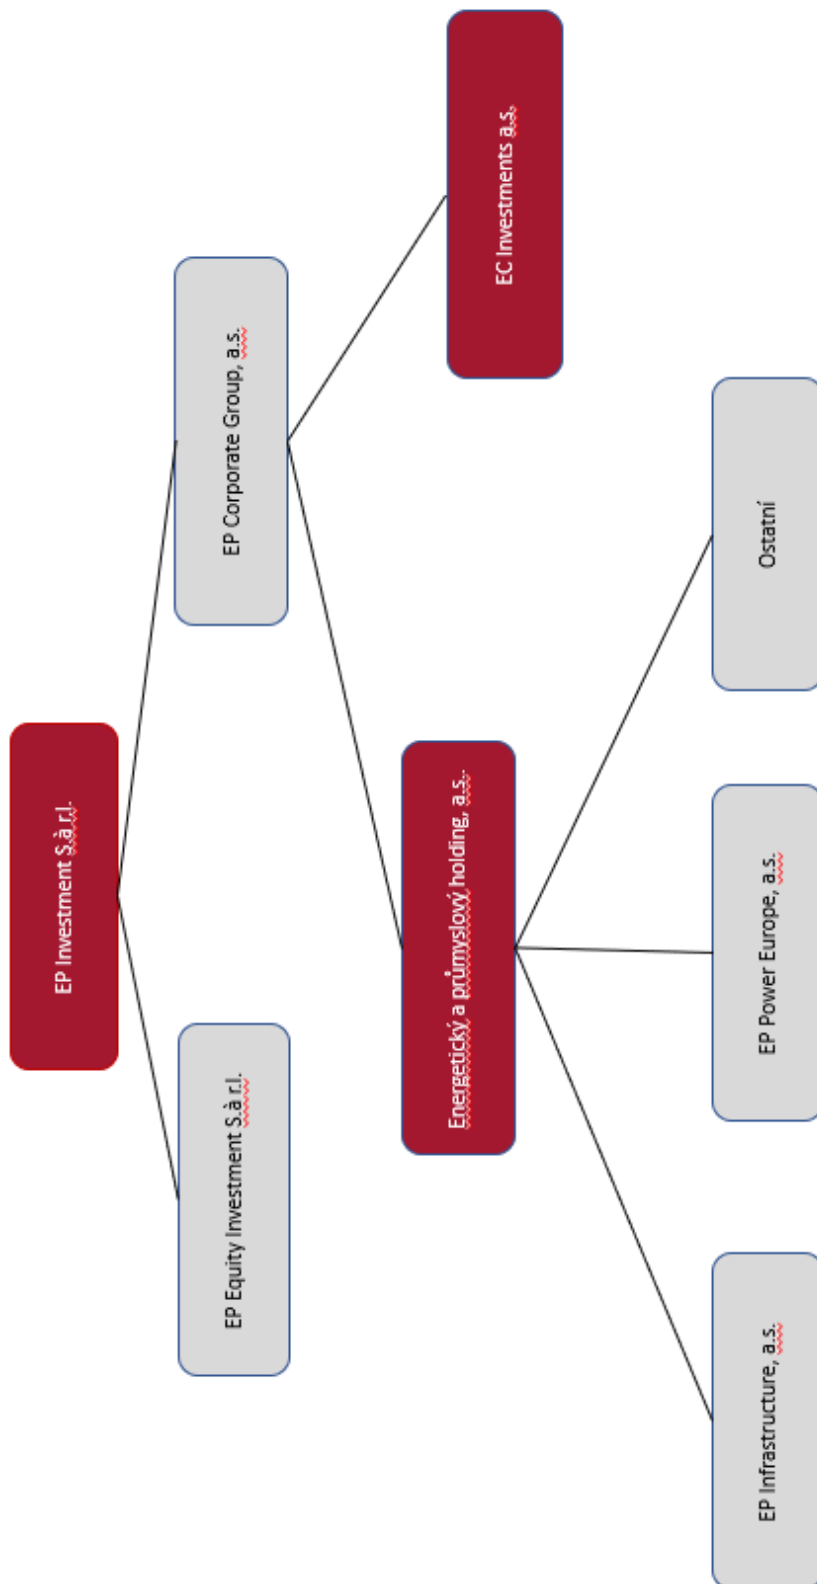 EP Investment S.à r.l.
EP Equity Investment S.à r.l.
EP Corporate Group, a.s.
Energetický a průmyslový holding, a.s..
EC Investments a.s.
EP Infrastructure, a.s.
EP Power Europe, a.s.
Ostatní